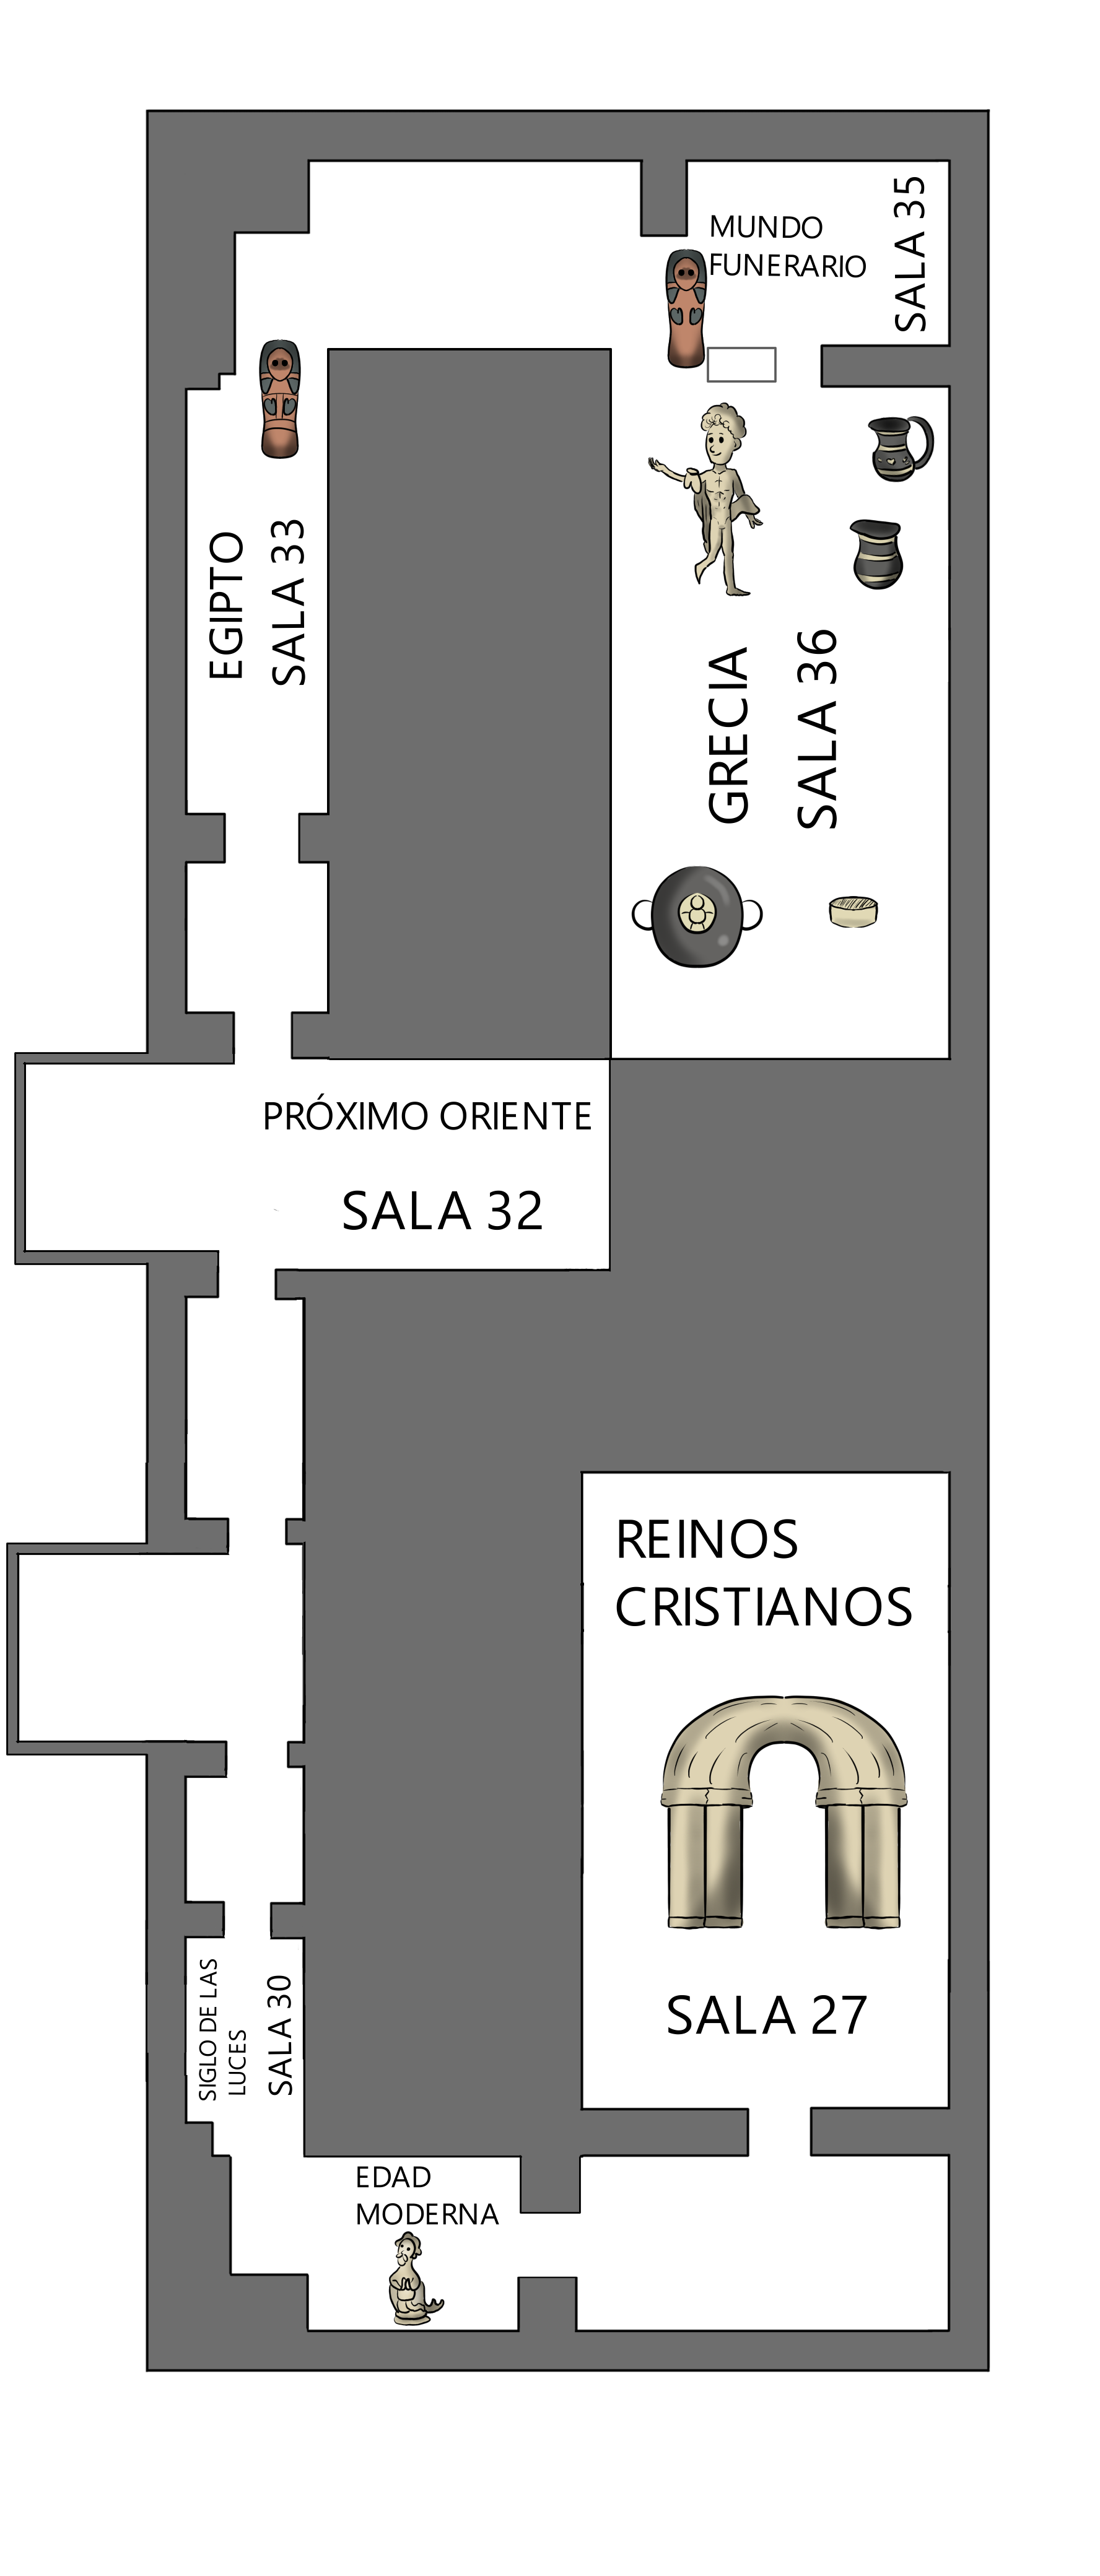 MUNDO
FUNERARIO
SALA 35
EGIPTO
SALA 33
GRECIA
SALA 36
PRÓXIMO ORIENTE
SALA 32
REINOS
CRISTIANOS
SALA 27
SIGLO DE LAS
LUCES
SALA 30
EDAD
MODERNA